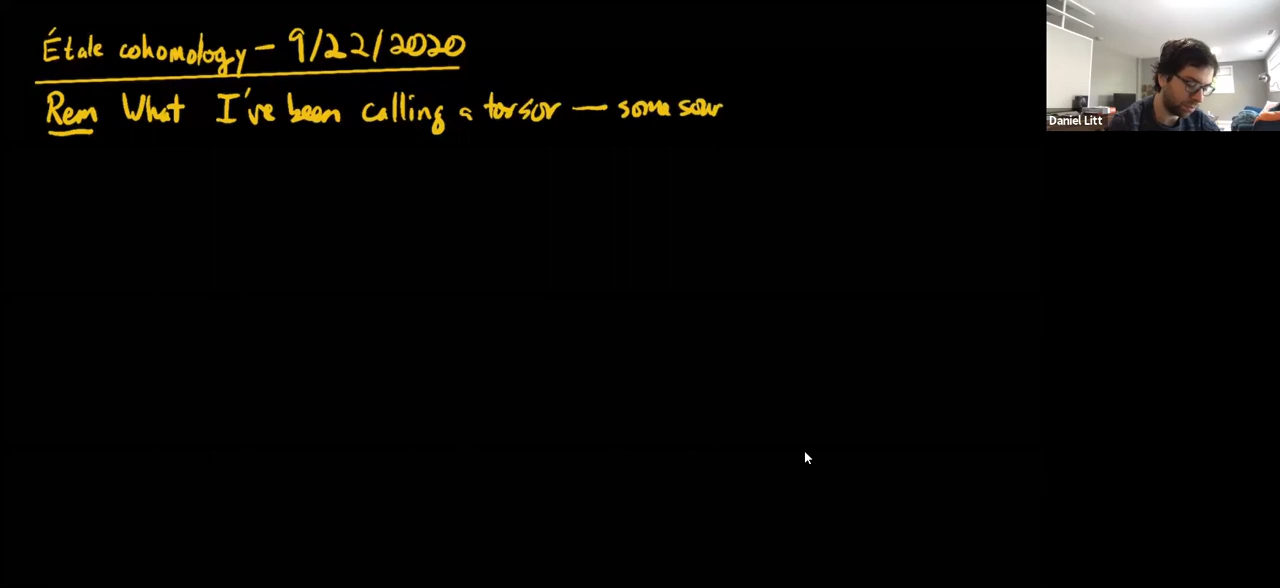 Étale cohomology – 9/22/2020
Rem What I've been calling a torsor — some sour
Daniel Litt